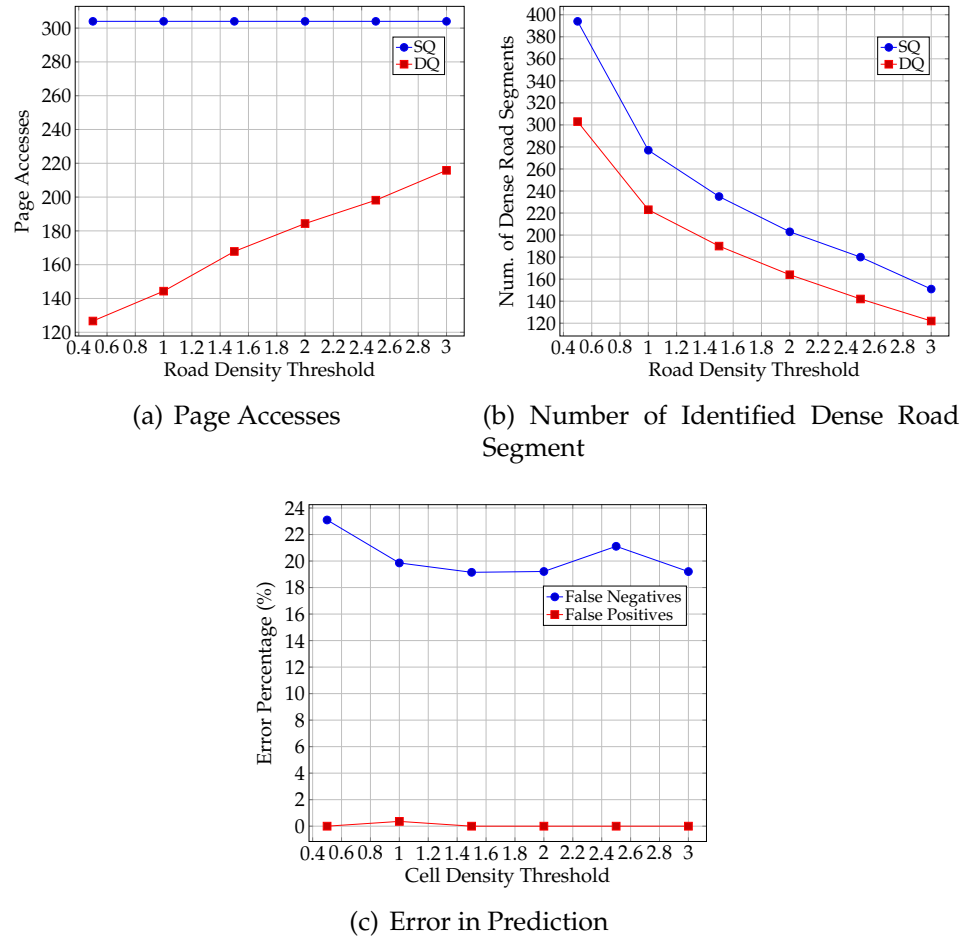 300
280
260
240
220
200
180
160
140
120
Page Accesses
SQ
DQ
0.4 0.6 0.8 1 1.2 1.4 1.6 1.8 2 2.2 2.4 2.6 2.8 3
Road Density Threshold
(a) Page Accesses
400
380
360
340
320
300
280
260
240
220
200
180
160
140
120
Num. of Dense Road Segments
SQ
DQ
0.4 0.6 0.8 1 1.2 1.4 1.6 1.8 2 2.2 2.4 2.6 2.8 3
Road Density Threshold
(b) Number of Identified Dense Road
Segment
24
22
20
18
16
14
12
10
8
6
4
2
0
Error Percentage (%)
False Negatives
False Positives
0.4 0.6 0.8 1 1.2 1.4 1.6 1.8 2 2.2 2.4 2.6 2.8 3
Cell Density Threshold
(c) Error in Prediction